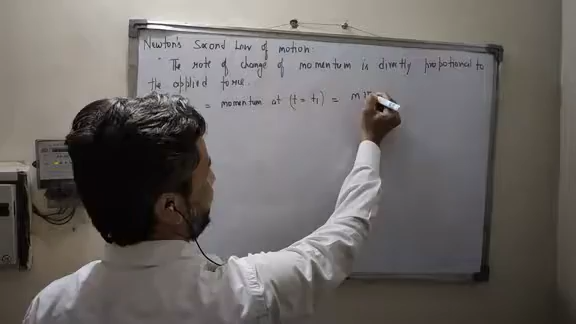 Newton's Second Law of motion:
The rate of change of momentum is directly proportional to
the applied force.
= momentum at (t = t₁) = m